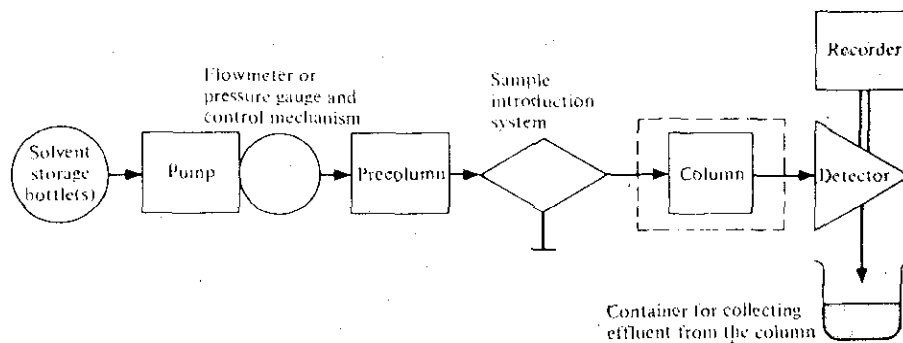 Recorder
Flowmeter or
pressure gauge and
control mechanism
Sample
introduction
system
Solvent
storage
bottle(s)
Pump
Precolumn
Column
Detector
Container for collecting
effluent from the column